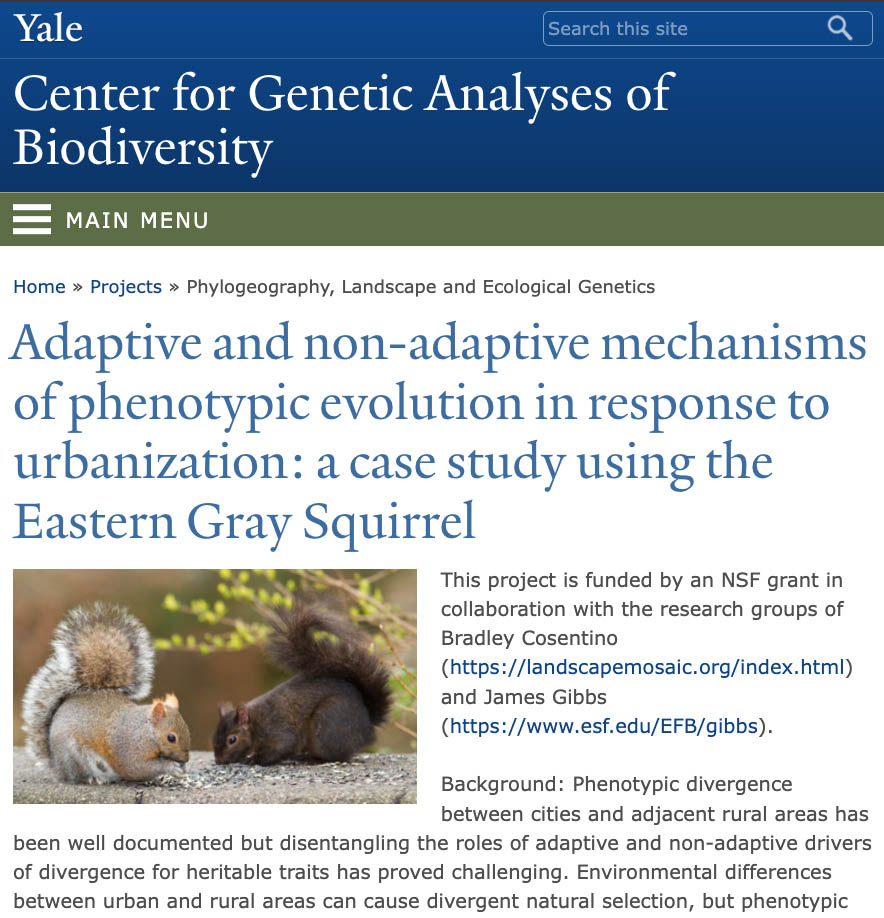 Yale
Search this site
Center for Genetic Analyses of
Biodiversity
MAIN MENU
Home » Projects » Phylogeography, Landscape and Ecological Genetics
Adaptive and non-adaptive mechanisms
of phenotypic evolution in response to
urbanization: a case study using the
Eastern Gray Squirrel
This project is funded by an NSF grant in
collaboration with the research groups of
Bradley Cosentino
(https://landscapemosaic.org/index.html)
and James Gibbs
(https://www.esf.edu/EFB/gibbs).
Background: Phenotypic divergence
between cities and adjacent rural areas has
been well documented but disentangling the roles of adaptive and non-adaptive drivers
of divergence for heritable traits has proved challenging. Environmental differences
between urban and rural areas can cause divergent natural selection, but phenotypic